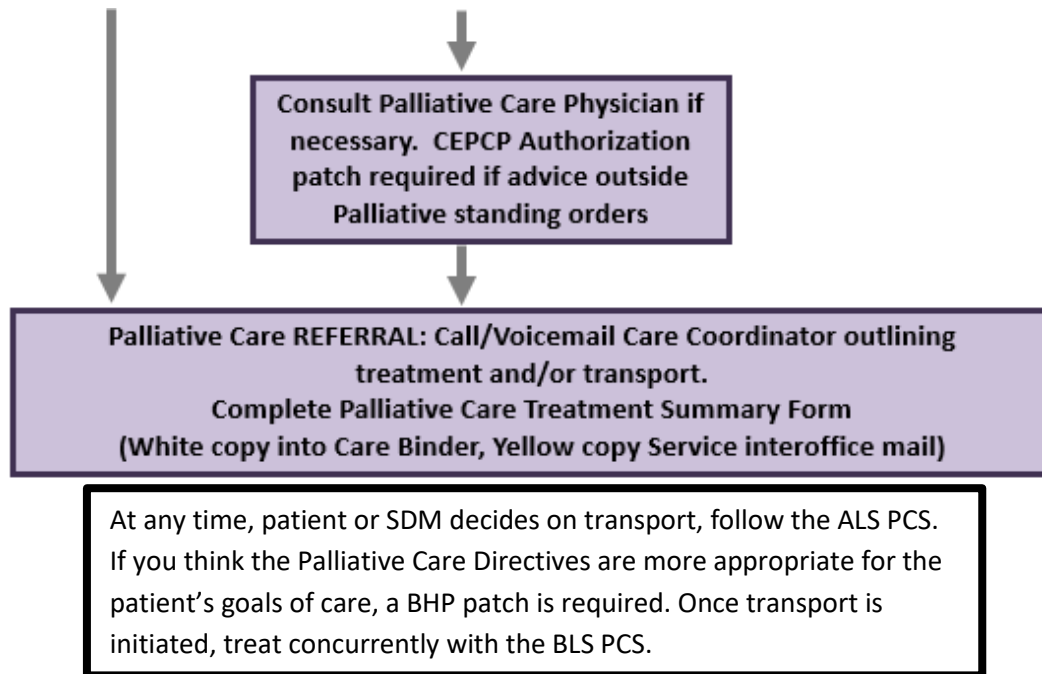 Consult Palliative Care Physician if
necessary.  CEPCP Authorization
patch required if advice outside
Palliative standing orders
Palliative Care REFERRAL: Call/Voicemail Care Coordinator outlining
treatment and/or transport.
Complete Palliative Care Treatment Summary Form
(White copy into Care Binder, Yellow copy Service interoffice mail)
At any time, patient or SDM decides on transport, follow the ALS PCS.
If you think the Palliative Care Directives are more appropriate for the
patient's goals of care, a BHP patch is required. Once transport is
initiated, treat concurrently with the BLS PCS.